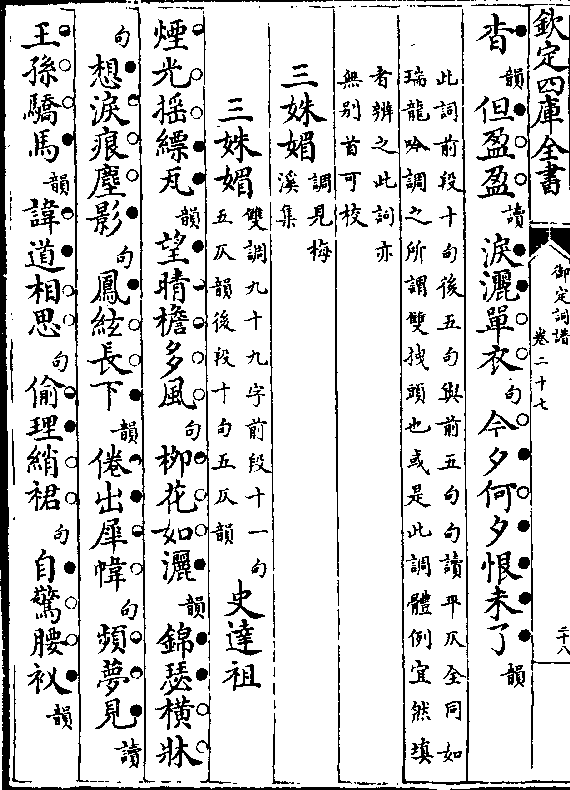 欽定四庫全書
御定詞譜
卷二十七
二十八
杳韻但盈盈讀淚灑單衣句今夕何夕恨未了韻
此詞前段十句後五句與前五句句讀平仄全同如
瑞龍吟調之所謂雙拽頭也或是此調體例宜然填
者辨之此詞亦
無別首可校
三姝媚調見梅
溪集
三姝媚雙調九十九字前段十一句
五仄韻後段十句五仄韻
史達祖
煙光搖縹瓦韻望晴檐多風句栁花如灑韻錦瑟橫牀
句想淚痕塵影句鳳絃長下韻倦出犀帷句頻夢見讀
王孫驕馬韻諱道相思句偷理綃裙句自驚腰衩韻